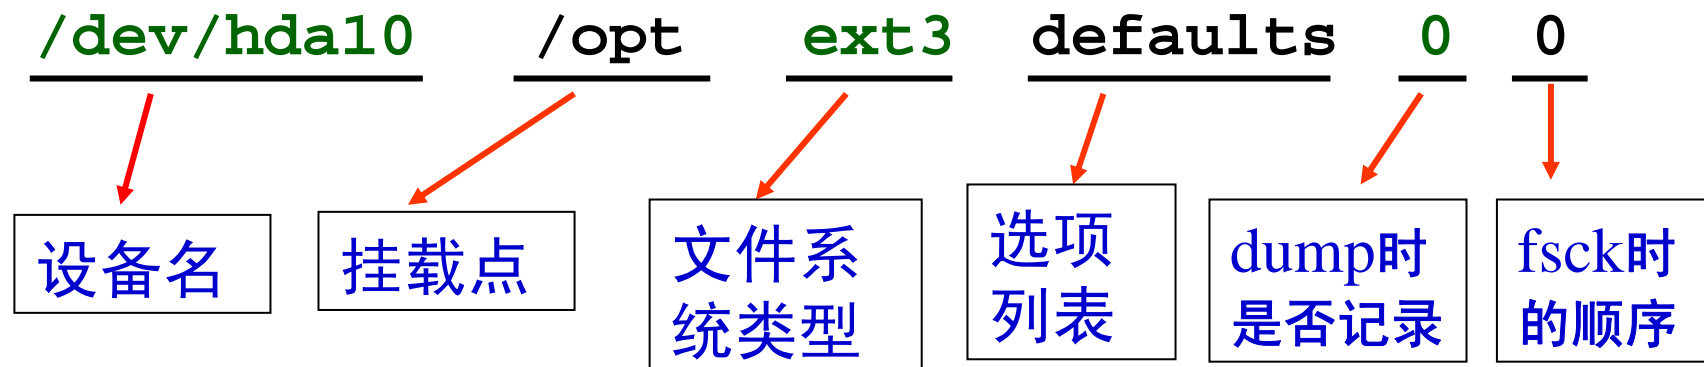 /dev/hda10 /opt ext3 defaults 0 0
设备名
挂载点
文件系
统类型
选项
列表
dump时
是否记录
fsck时
的顺序